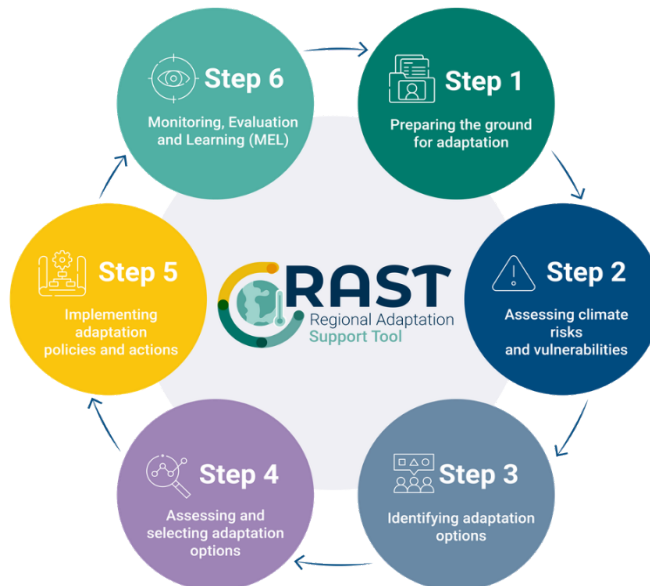 Step 6
Monitoring, Evaluation
and Learning (MEL)
Step 1
Preparing the ground
for adaptation
Step 5
Implementing
adaptation
policies and actions
RAST
Regional Adaptation
Support Tool
Step 2
Assessing climate
risks
and vulnerabilities
Step 4
Assessing and
selecting adaptation
options
Step 3
Identifying adaptation
options